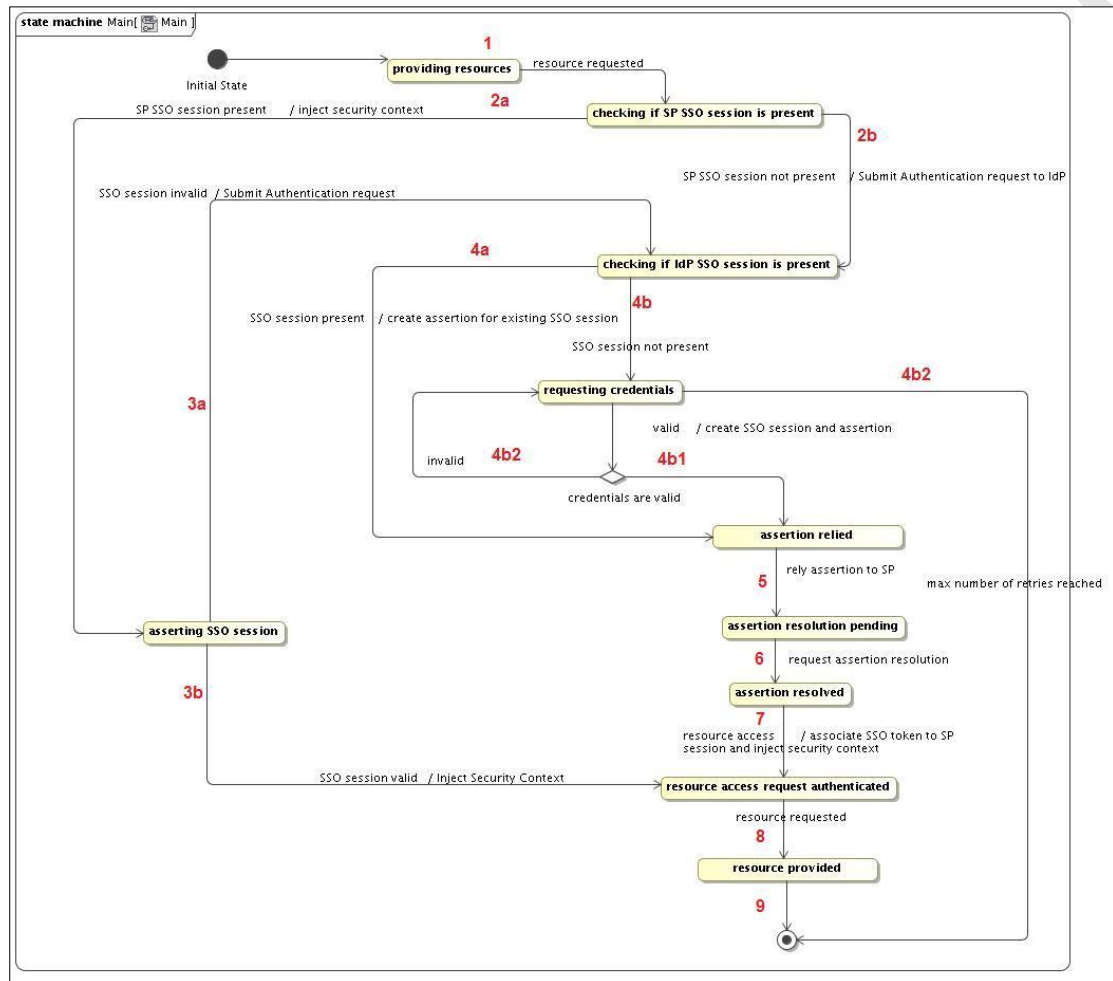 state machine Main[ Main ]
1
Initial State
providing resources
resource requested
2a
SP SSO session present / inject security context
checking if SP SSO session is present
2b
SP SSO session not present / Submit Authentication request to IdP
SSO session invalid / Submit Authentication request
4a
checking if IdP SSO session is present
4b
SSO session present / create assertion for existing SSO session
SSO session not present
3a
requesting credentials
4b2
valid / create SSO session and assertion
invalid
4b2
4b1
credentials are valid
assertion relied
5
rely assertion to SP
max number of retries reached
asserting SSO session
assertion resolution pending
6
request assertion resolution
3b
assertion resolved
7
resource access / associate SSO token to SP
session and inject security context
SSO session valid / Inject Security Context
resource access request authenticated
resource requested
8
resource provided
9